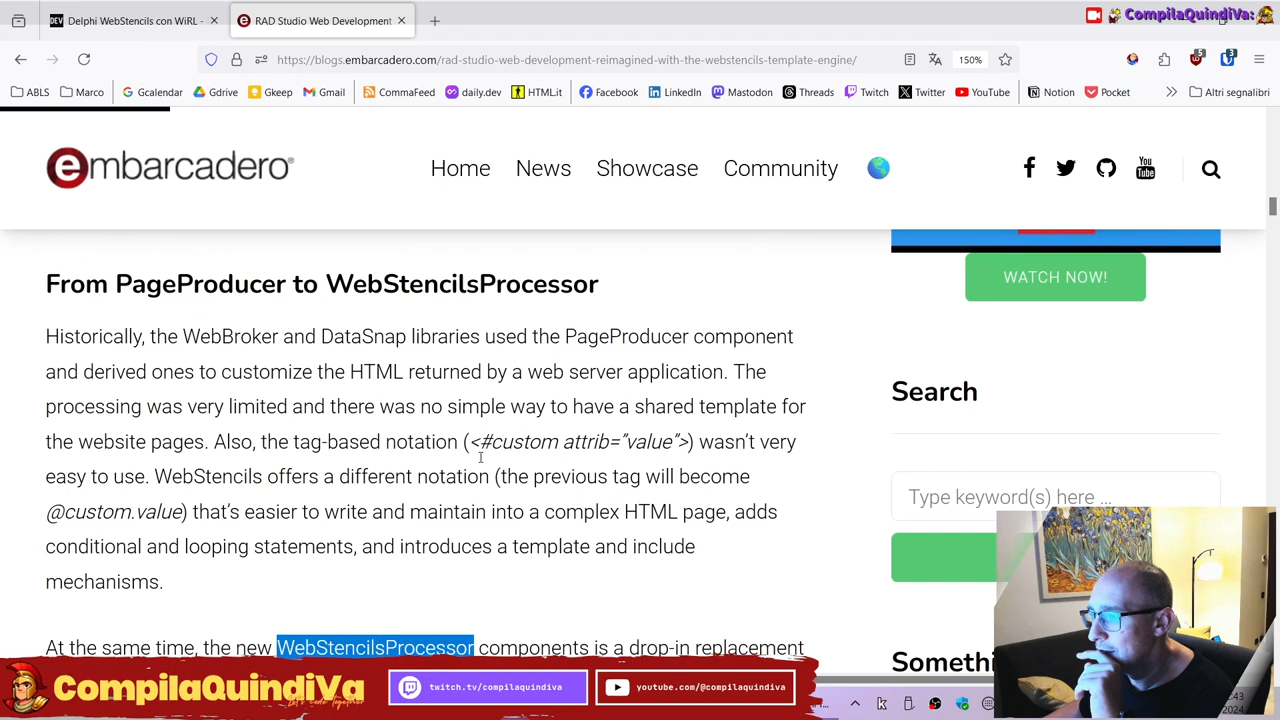 DEV Delphi WebStencils con WiRL -
RAD Studio Web Development
CompilaQuindiVa:
https://blogs.embarcadero.com/rad-studio-web-development-reimagined-with-the-webstencils-template-engine/
150%
5
3
ABLS Marco Gcalendar Gdrive Gkeep Gmail CommaFeed daily.dev HTML.it Facebook LinkedIn Mastodon Threads Twitch Twitter YouTube Notion Pocket Altri segnalibri
embarcadero®
Home News Showcase Community
You Tube
WATCH NOW!
From PageProducer to WebStencilsProcessor
Historically, the WebBroker and DataSnap libraries used the PageProducer component
and derived ones to customize the HTML returned by a web server application. The
processing was very limited and there was no simple way to have a shared template for
the website pages. Also, the tag-based notation (<#custom attrib=”value”>) wasn’t very
easy to use. WebStencils offers a different notation (the previous tag will become
@custom.value) that’s easier to write and maintain into a complex HTML page, adds
conditional and looping statements, and introduces a template and include
mechanisms.
At the same time, the new WebStencilsProcessor components is a drop-in replacement
Search
Type keyword(s) here ...
CompilaQuindiVa
Let's Code Together
twitch.tv/compilaquindiva
youtube.com/@compilaquindiva